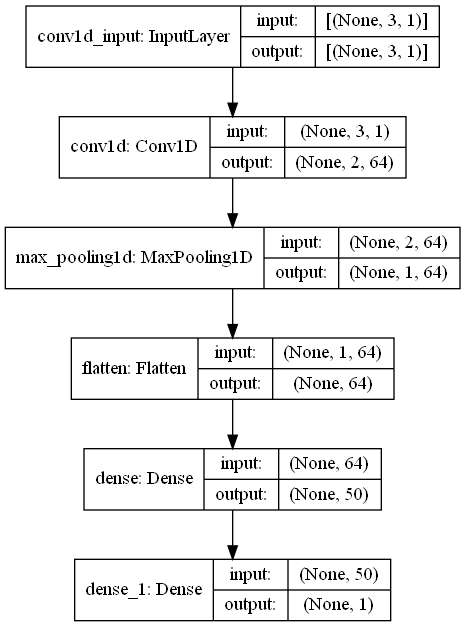 conv1d_input: InputLayer
input: [(None, 3, 1)]
output: [(None, 3, 1)]
conv1d: Conv1D
input: (None, 3, 1)
output: (None, 2, 64)
max_pooling1d: MaxPooling1D
input: (None, 2, 64)
output: (None, 1, 64)
flatten: Flatten
input: (None, 1, 64)
output: (None, 64)
dense: Dense
input: (None, 64)
output: (None, 50)
dense_1: Dense
input: (None, 50)
output: (None, 1)